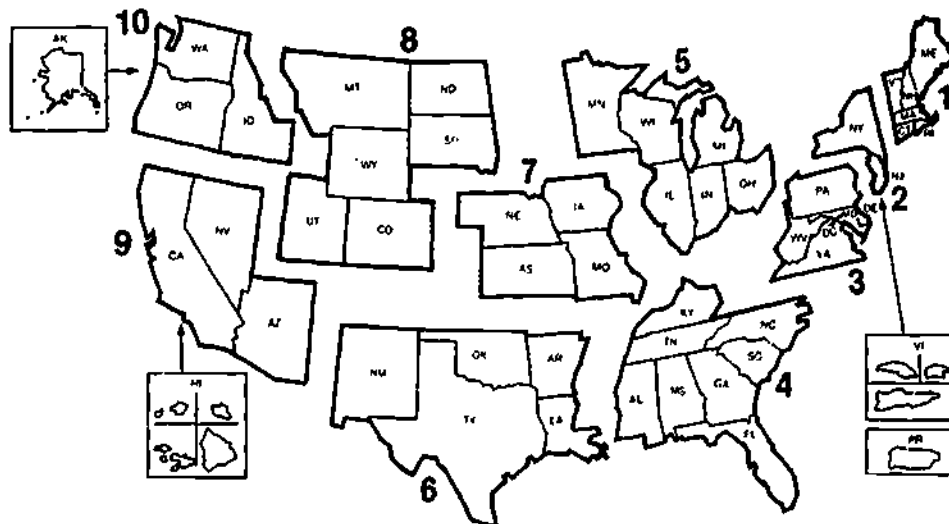 10
AK
WA
OR
ID
8
MT
ND
SD
WY
UT
CO
5
MN
WI
MI
IL
IN
OH
ME
1
NY
NJ
2
PA
DE
MD
DC
WV
VA
3
7
NE
IA
AS
MO
9
NV
CA
AZ
HI
NM
OK
AR
TX
LA
6
KY
TN
NC
SC
4
AL
MS
GA
FL
VI
PR